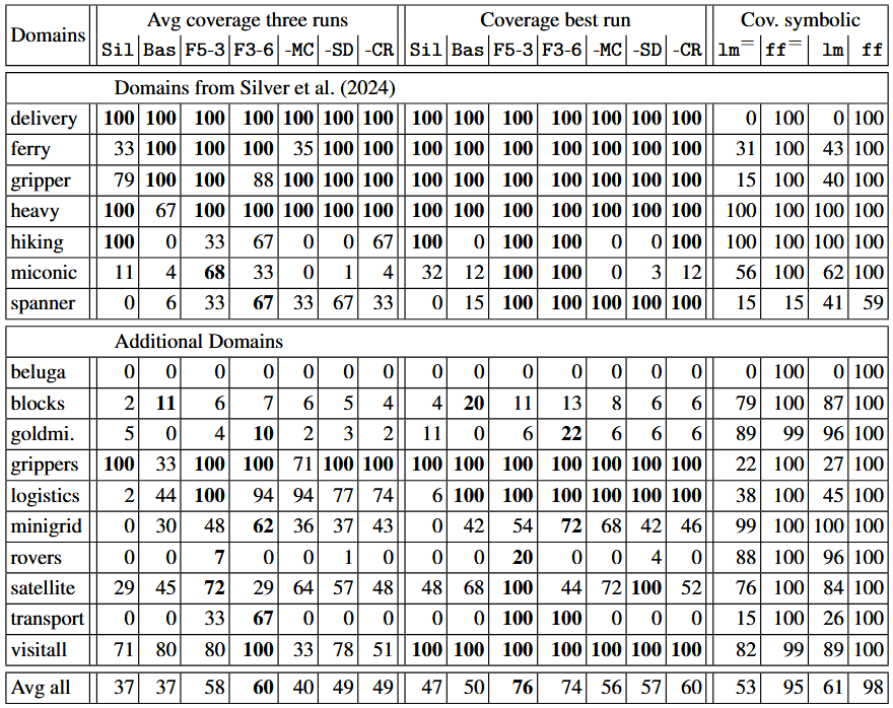 Domains Avg coverage three runs Coverage best run Cov. symbolic
Sil Bas F5-3 F3-6 -MC -SD -CR Sil Bas F5-3 F3-6 -MC -SD -CR lm= ff= lm ff
Domains from Silver et al. (2024)
delivery 100 100 100 100 100 100 100 100 100 100 100 100 100 100 0 100 0 100
ferry 33 100 100 100 35 100 100 100 100 100 100 100 100 100 31 100 43 100
gripper 79 100 100 88 100 100 100 100 100 100 100 100 100 100 15 100 40 100
heavy 100 67 100 100 100 100 100 100 100 100 100 100 100 100 100 100 100 100
hiking 100 0 33 67 0 0 67 100 0 100 100 0 0 100 100 100 100 100
miconic 11 4 68 33 0 1 4 32 12 100 100 0 3 12 56 100 62 100
spanner 0 6 33 67 33 67 33 0 15 100 100 100 100 100 15 15 41 59
Additional Domains
beluga 0 0 0 0 0 0 0 0 0 0 0 0 0 0 0 100 0 100
blocks 2 11 6 7 6 5 4 4 20 11 13 8 6 6 79 100 87 100
goldmi. 5 0 4 10 2 3 2 11 0 6 22 6 6 6 89 99 96 100
grippers 100 33 100 100 71 100 100 100 100 100 100 100 100 100 22 100 27 100
logistics 2 44 100 94 94 77 74 6 100 100 100 100 100 100 38 100 45 100
minigrid 0 30 48 62 36 37 43 0 42 54 72 68 42 46 99 100 100 100
rovers 0 0 7 0 0 1 0 0 0 20 0 0 4 0 88 100 96 100
satellite 29 45 72 29 64 57 48 48 68 100 44 72 100 52 76 100 84 100
transport 0 0 33 67 0 0 0 0 0 100 100 0 0 0 15 100 26 100
visitall 71 80 80 100 33 78 51 100 100 100 100 100 100 100 82 99 89 100
Avg all 37 37 58 60 40 49 49 47 50 76 74 56 57 60 53 95 61 98